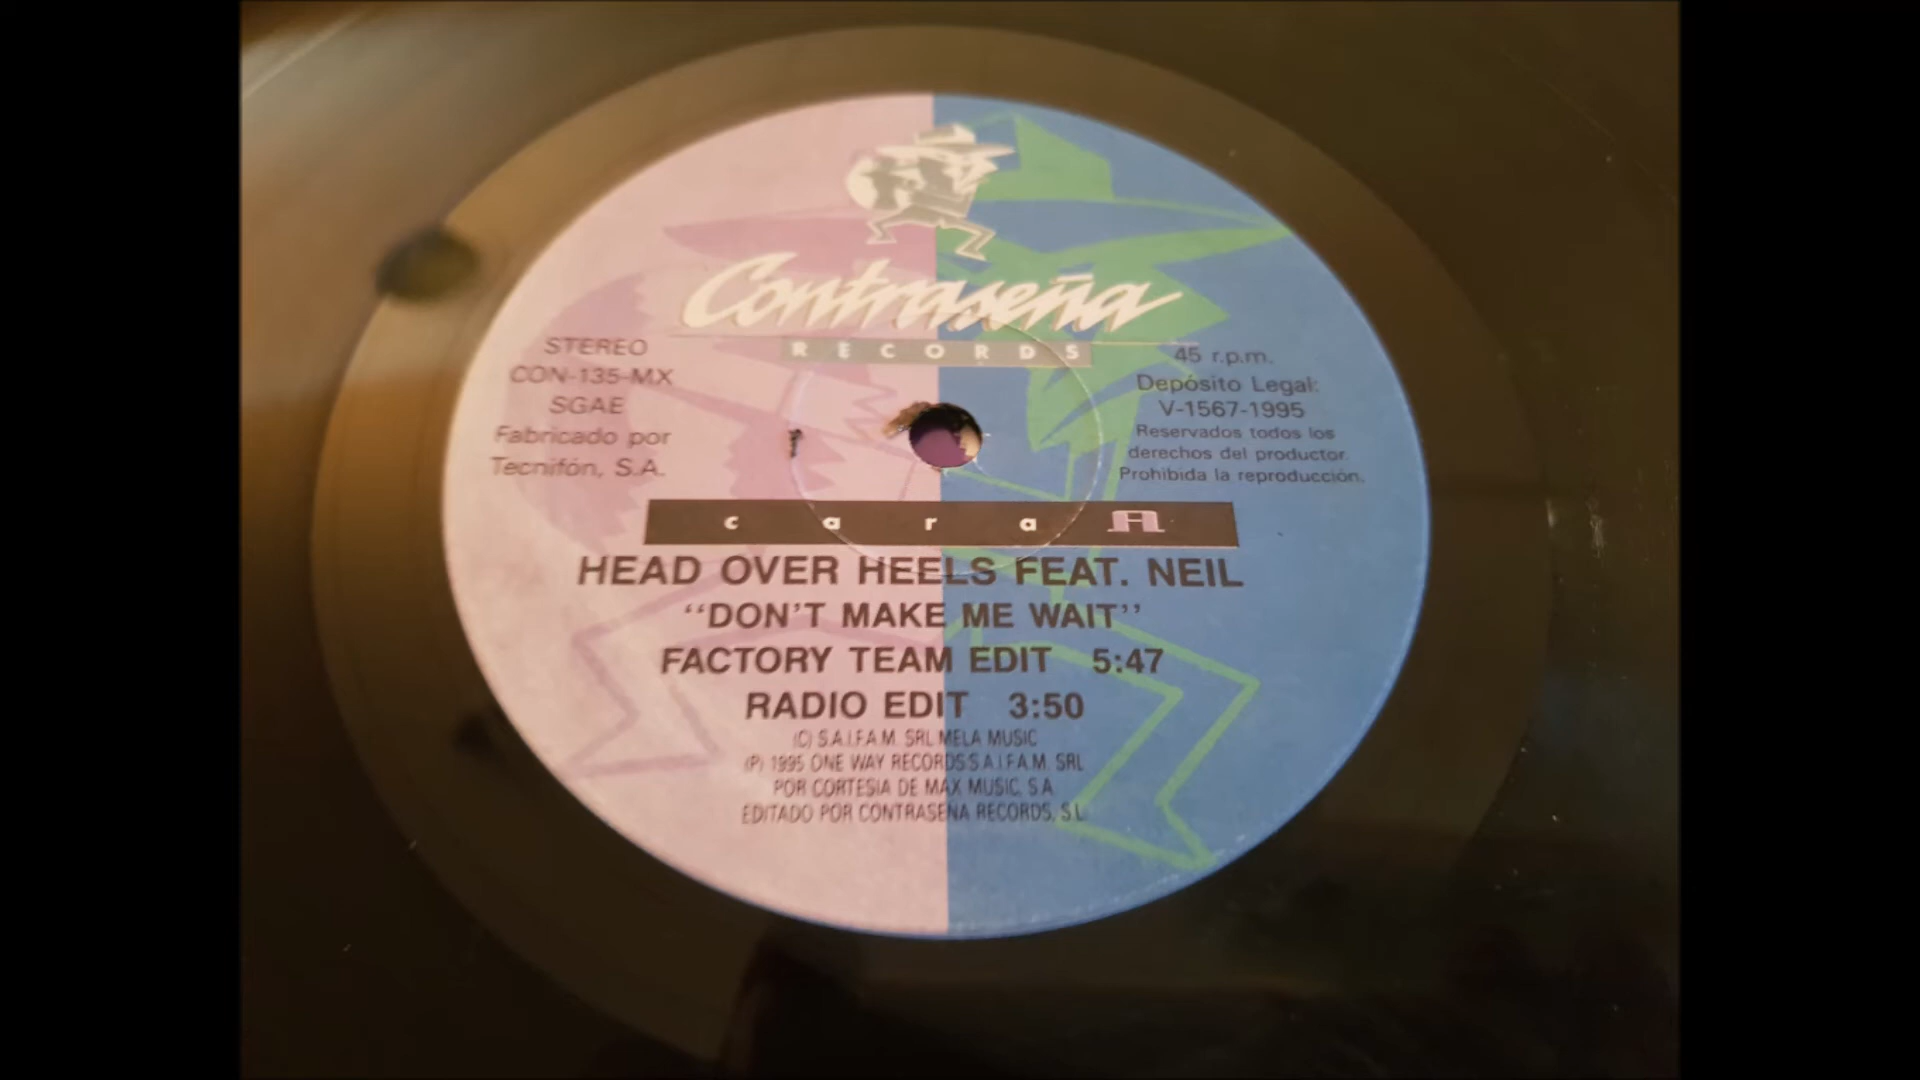 Contraseña
RECORDS
STEREO
CON-135-MX
SGAE
Fabricado por
Tecnifón, S.A.
45 r.p.m.
Depósito Legal:
V-1567-1995
Reservados todos los
derechos del productor.
Prohibida la reproducción.
cara A
HEAD OVER HEELS FEAT. NEIL
“DON'T MAKE ME WAIT”
FACTORY TEAM EDIT 5:47
RADIO EDIT 3:50
(C) S.A.I.F.A.M. SRL MELA MUSIC
(P) 1995 ONE WAY RECORDS S.A.I.F.A.M. SRL
POR CORTESIA DE MAX MUSIC, S.A.
EDITADO POR CONTRASEÑA RECORDS, S.L.